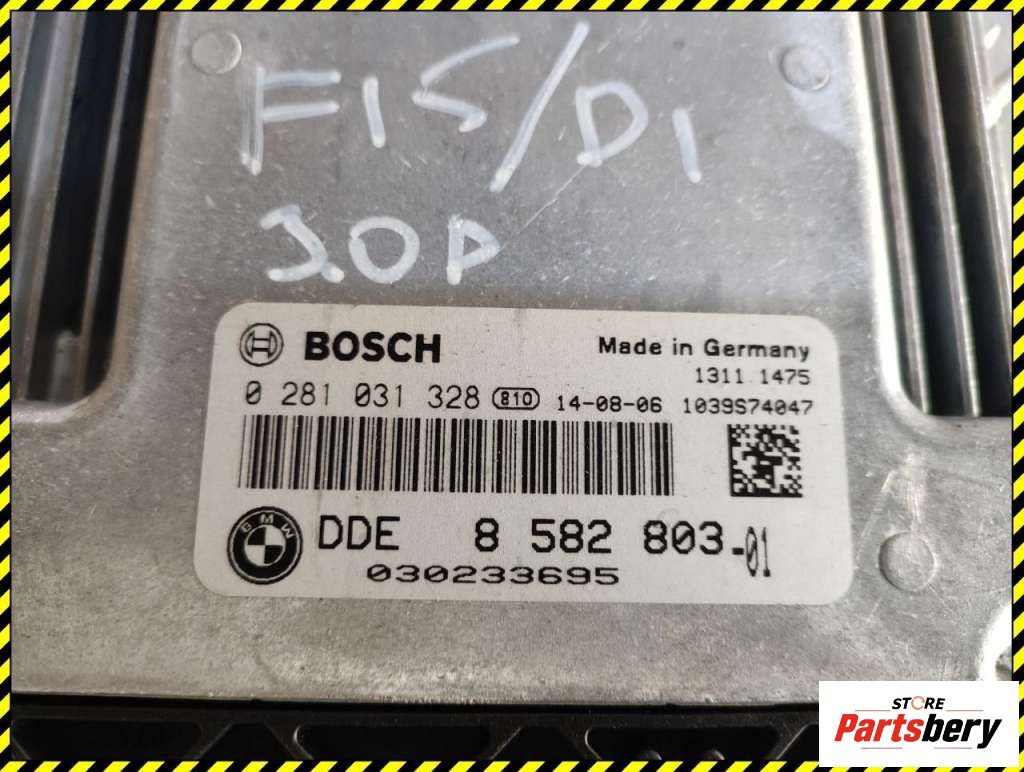 F15/D1
3.0D
BOSCH
Made in Germany
1311 1475
0 281 031 328 810 14-08-06 1039S74047
BMW
DDE 8 582 803-01
030233695
STORE
Partsbery